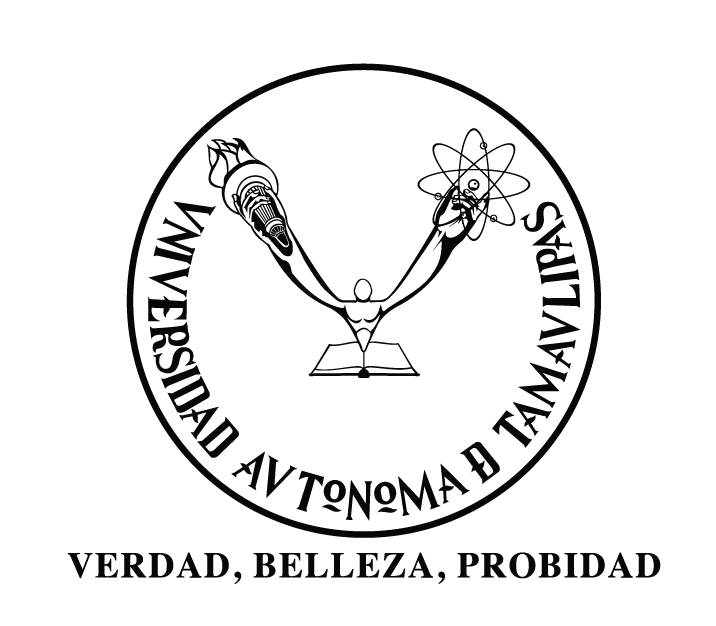 VNIVERSIDAD AVTONOMA D TAMAVLIPAS
VERDAD, BELLEZA, PROBIDAD